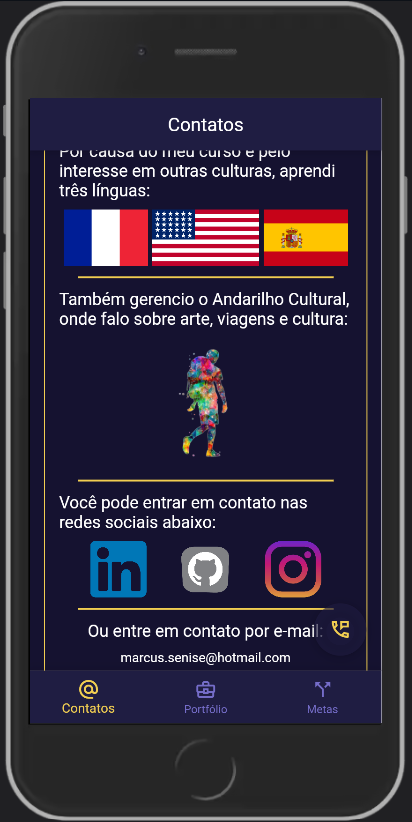 Contatos
Por causa do meu curso e pelo
interesse em outras culturas, aprendi
três línguas:
Também gerencio o Andarilho Cultural,
onde falo sobre arte, viagens e cultura:
Você pode entrar em contato nas
redes sociais abaixo:
in
Ou entre em contato por e-mail:
marcus.senise@hotmail.com
Contatos
Portfólio
Metas